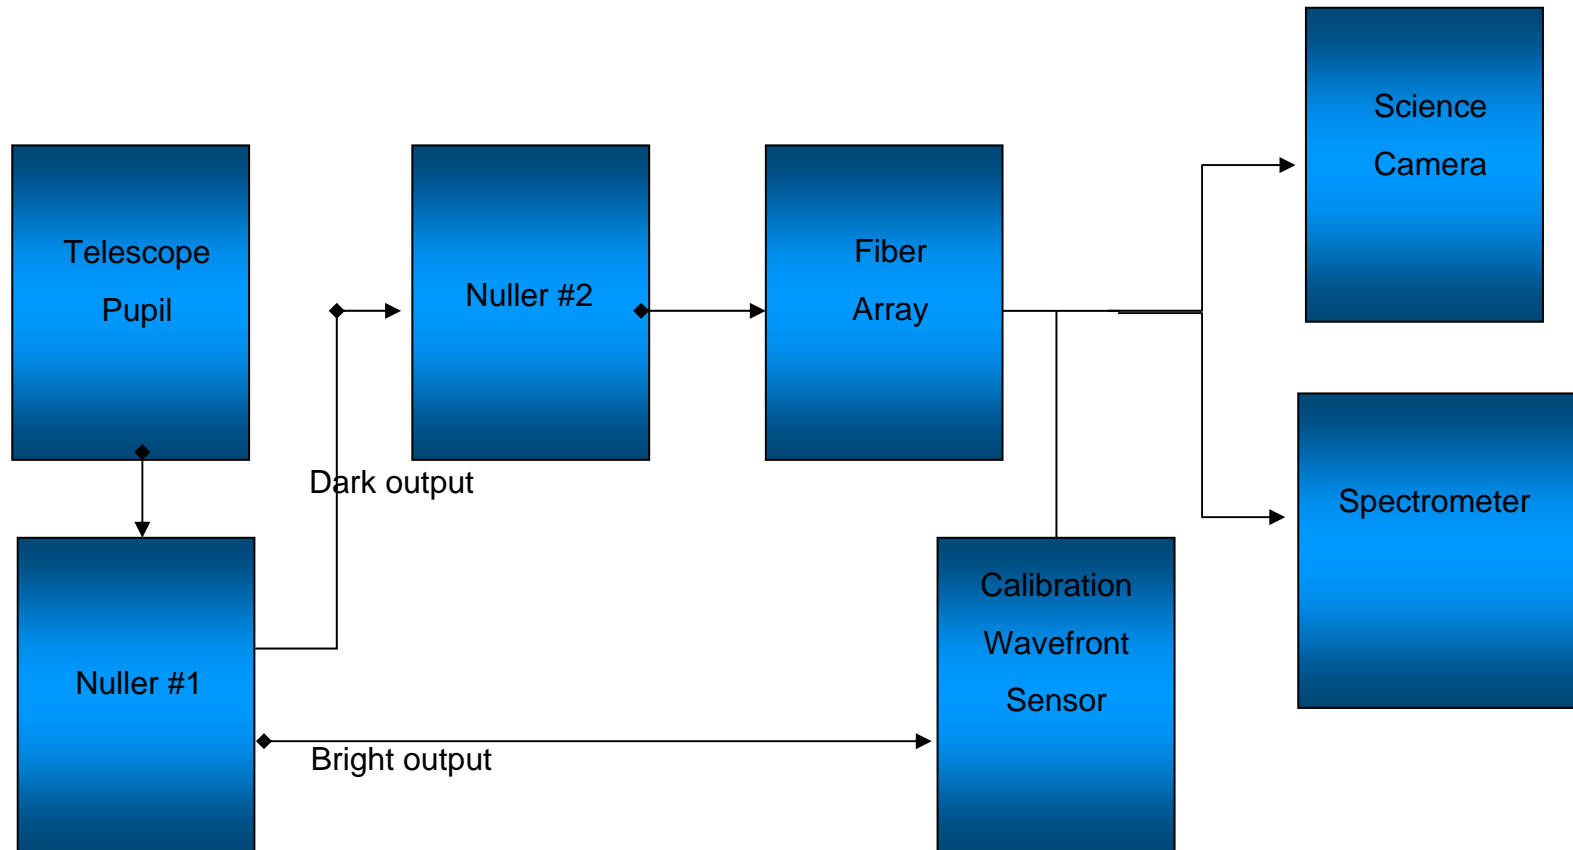 Science
Camera
Telescope
Pupil
Nuller #2
Fiber
Array
Dark output
Spectrometer
Nuller #1
Bright output
Calibration
Wavefront
Sensor